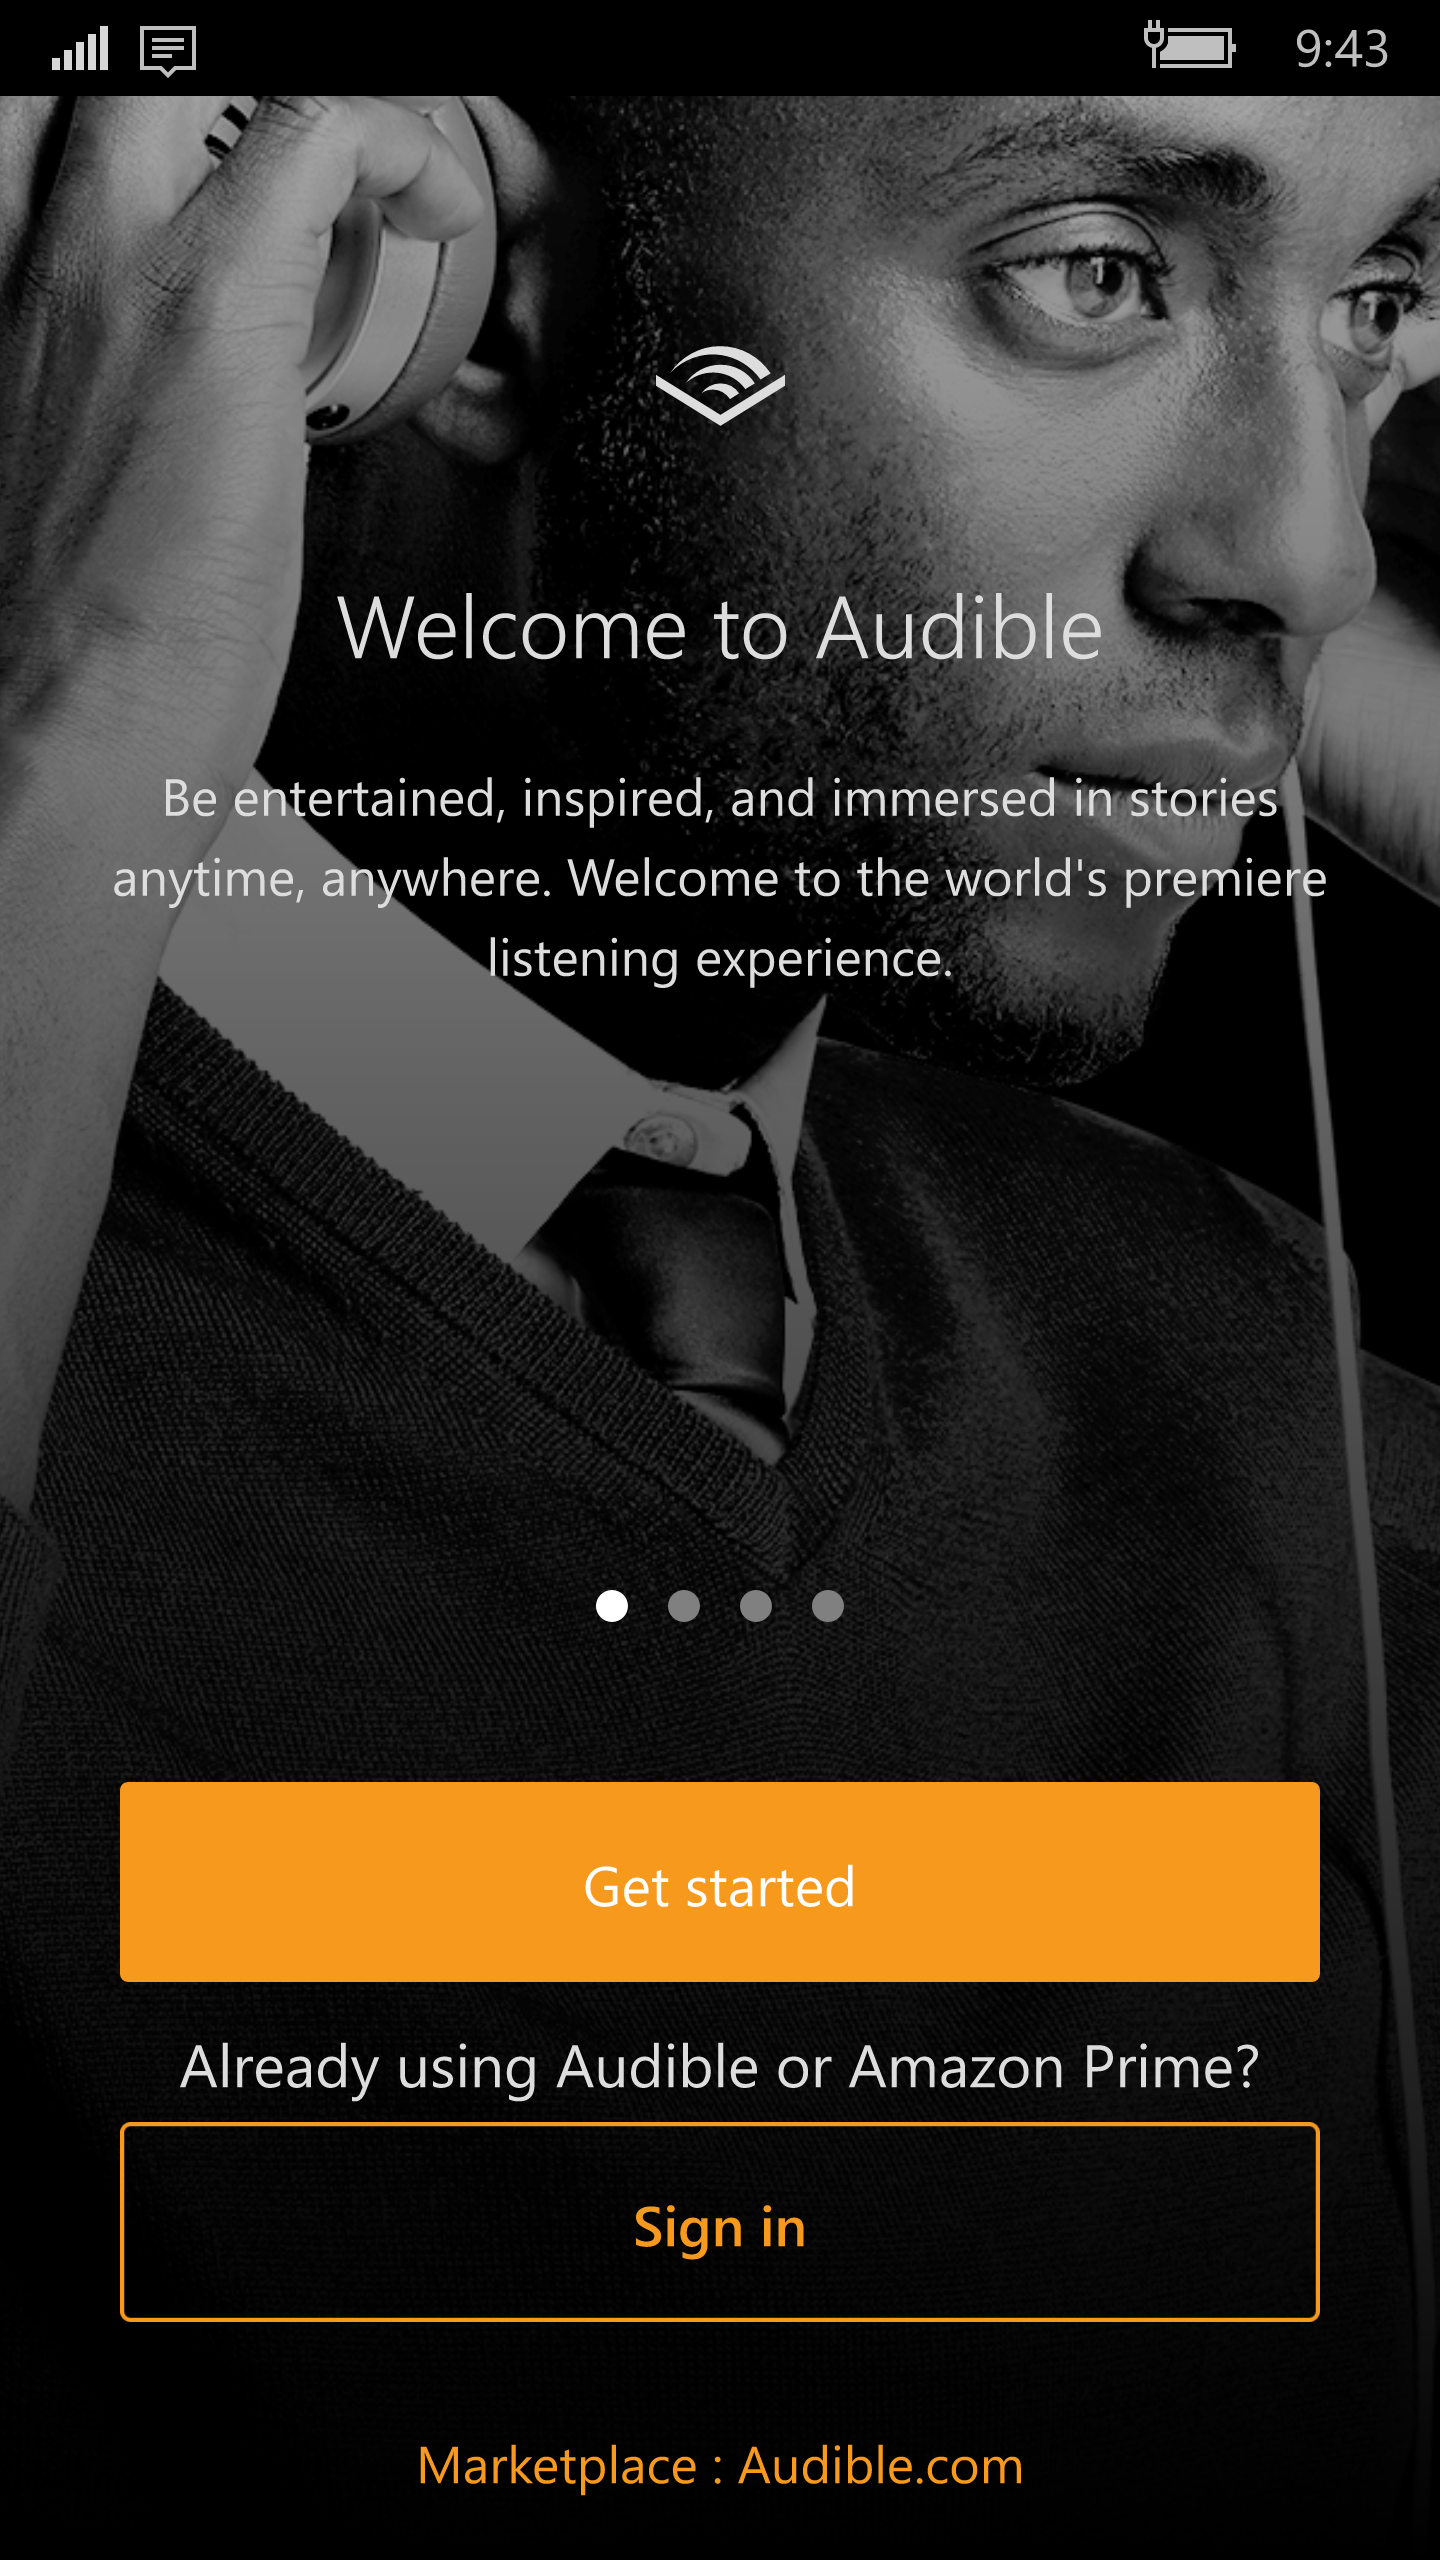 9:43
Welcome to Audible
Be entertained, inspired, and immersed in stories
anytime, anywhere. Welcome to the world's premiere
listening experience.
Get started
Already using Audible or Amazon Prime?
Sign in
Marketplace : Audible.com